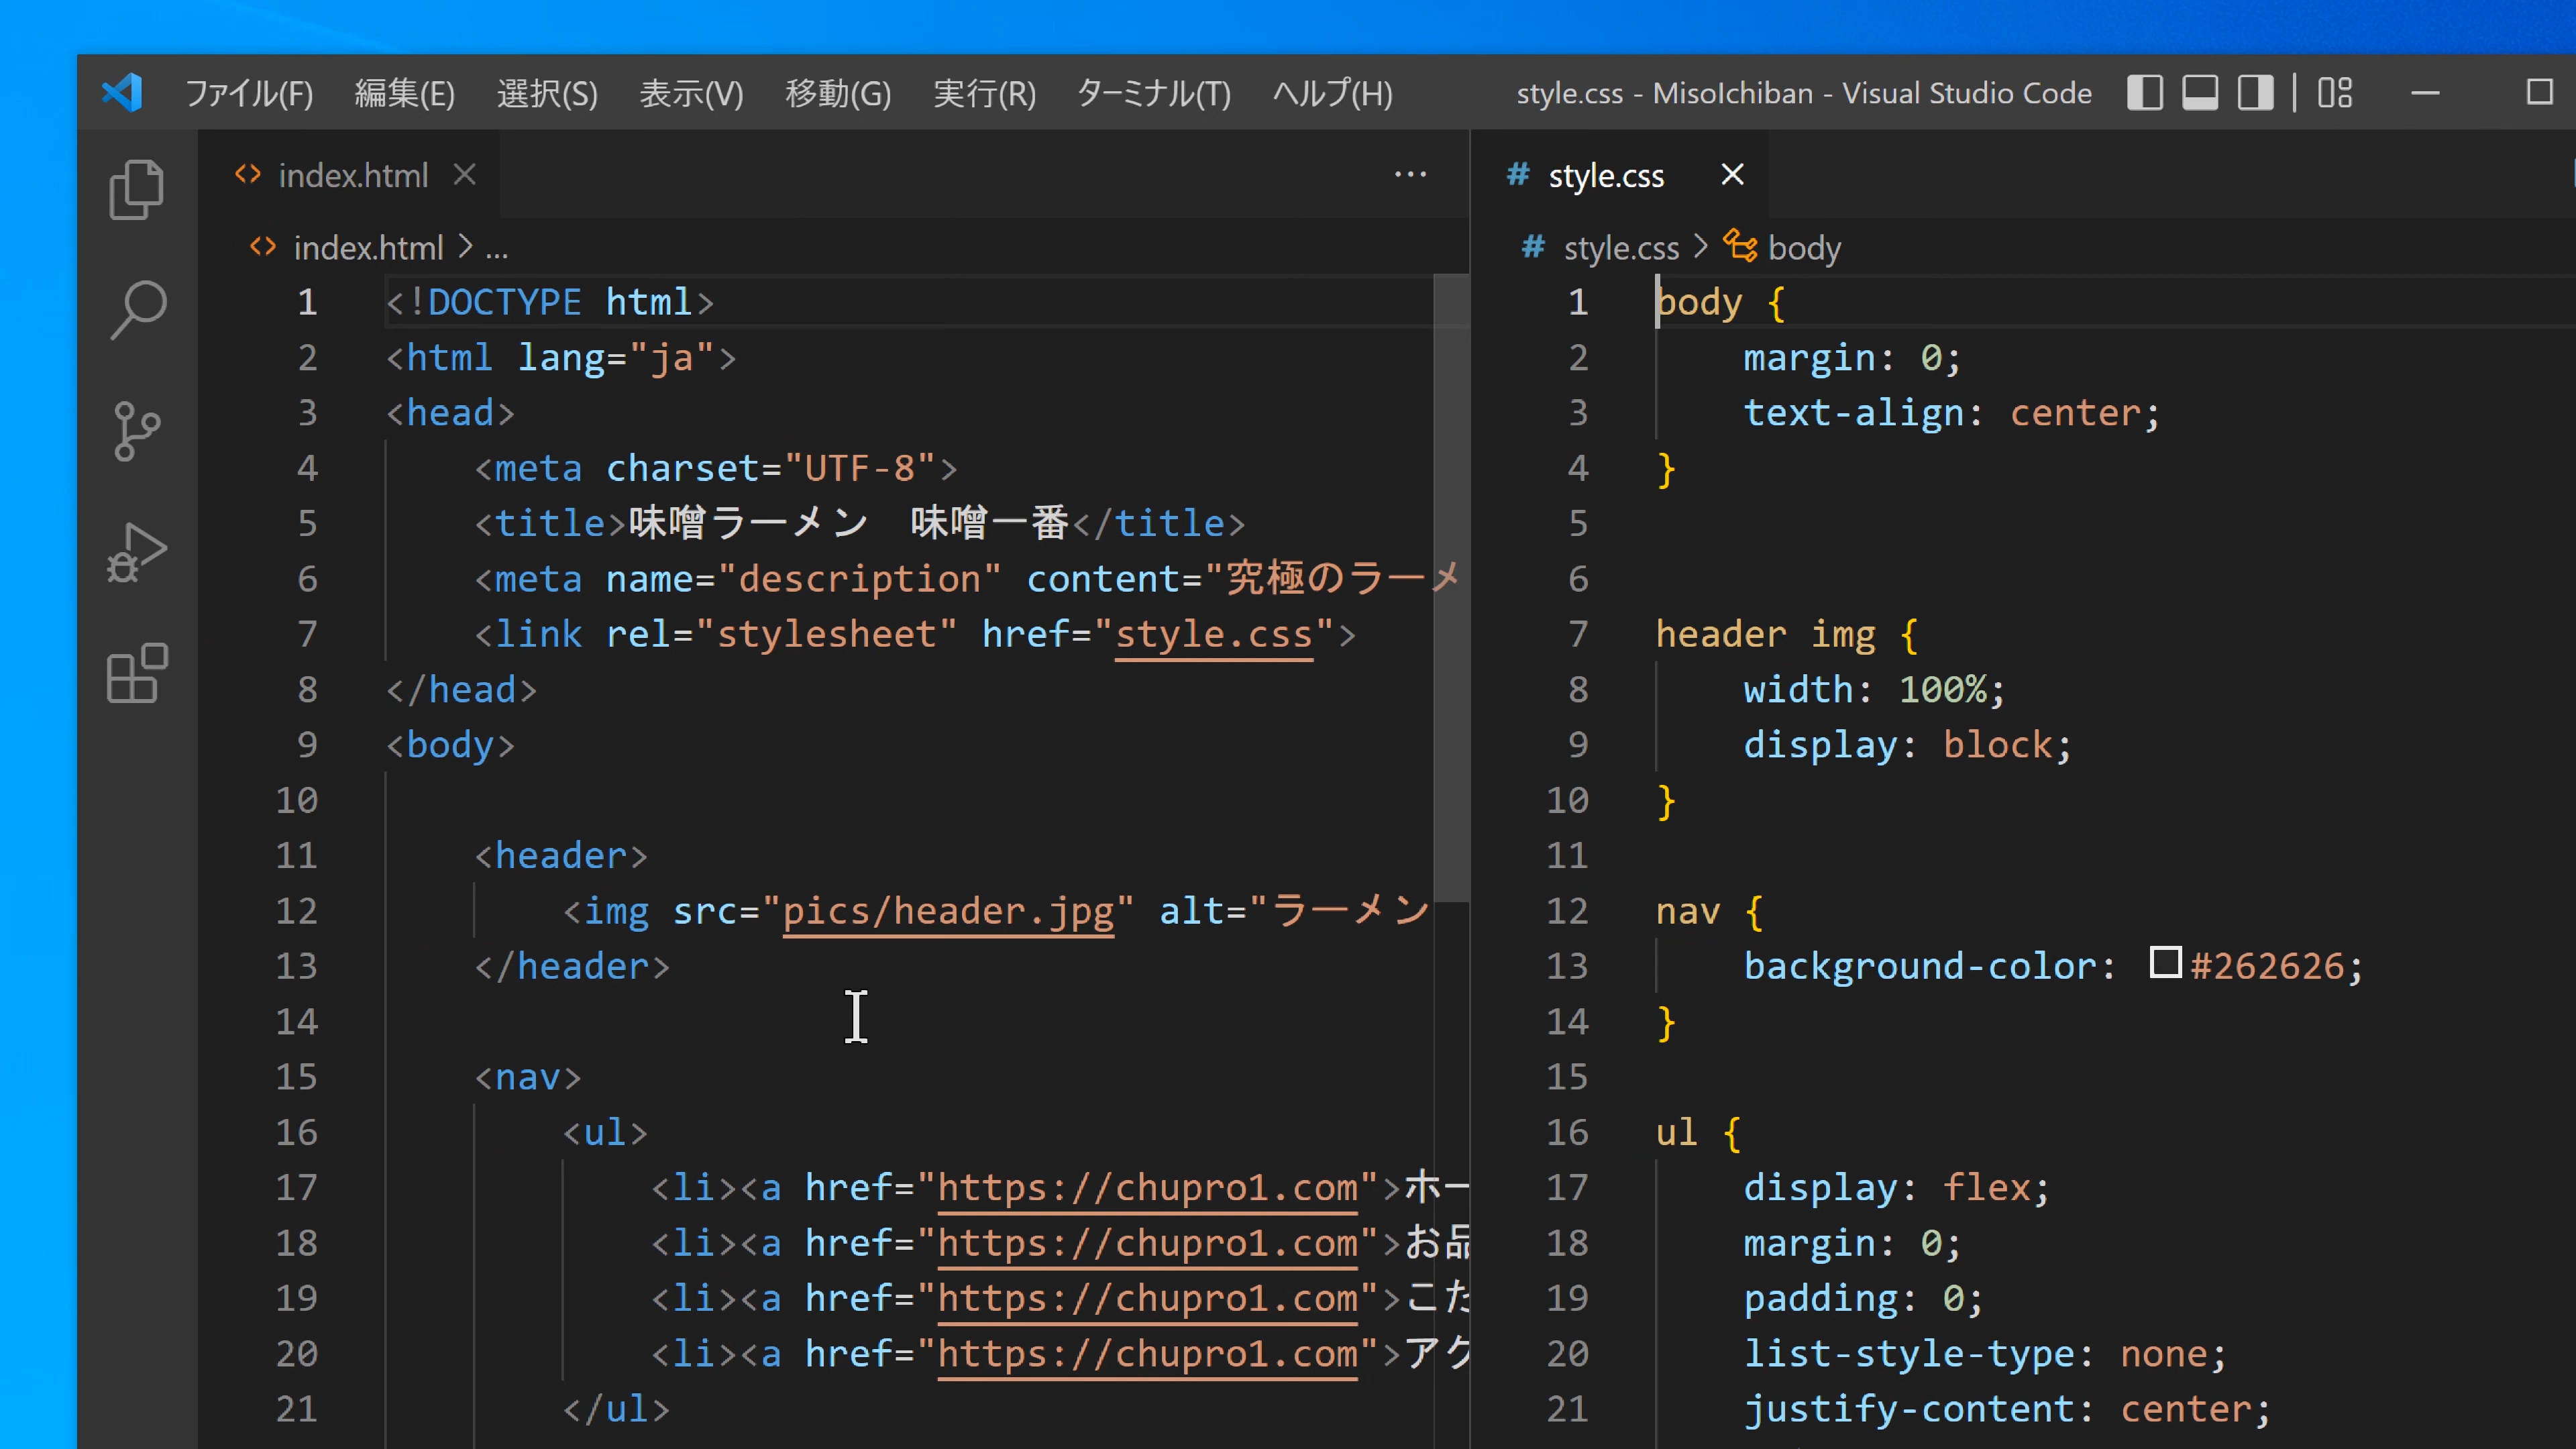 ファイル(F) 編集(E) 選択(S) 表示(V) 移動(G) 実行(R) ターミナル(T) ヘルプ(H) style.css - MisoIchiban - Visual Studio Code
index.html
index.html > ...
1 <!DOCTYPE html>
2 <html lang="ja">
3 <head>
4 <meta charset="UTF-8">
5 <title>味噌ラーメン　味噌一番</title>
6 <meta name="description" content="究極のラーメ
7 <link rel="stylesheet" href="style.css">
8 </head>
9 <body>
10
11 <header>
12 <img src="pics/header.jpg" alt="ラーメン
13 </header>
14
15 <nav>
16 <ul>
17 <li><a href="https://chupro1.com">ホー
18 <li><a href="https://chupro1.com">お品
19 <li><a href="https://chupro1.com">こだ
20 <li><a href="https://chupro1.com">アク
21 </ul>
# style.css
# style.css > body
1 body {
2 margin: 0;
3 text-align: center;
4 }
5
6
7 header img {
8 width: 100%;
9 display: block;
10 }
11
12 nav {
13 background-color: #262626;
14 }
15
16 ul {
17 display: flex;
18 margin: 0;
19 padding: 0;
20 list-style-type: none;
21 justify-content: center;